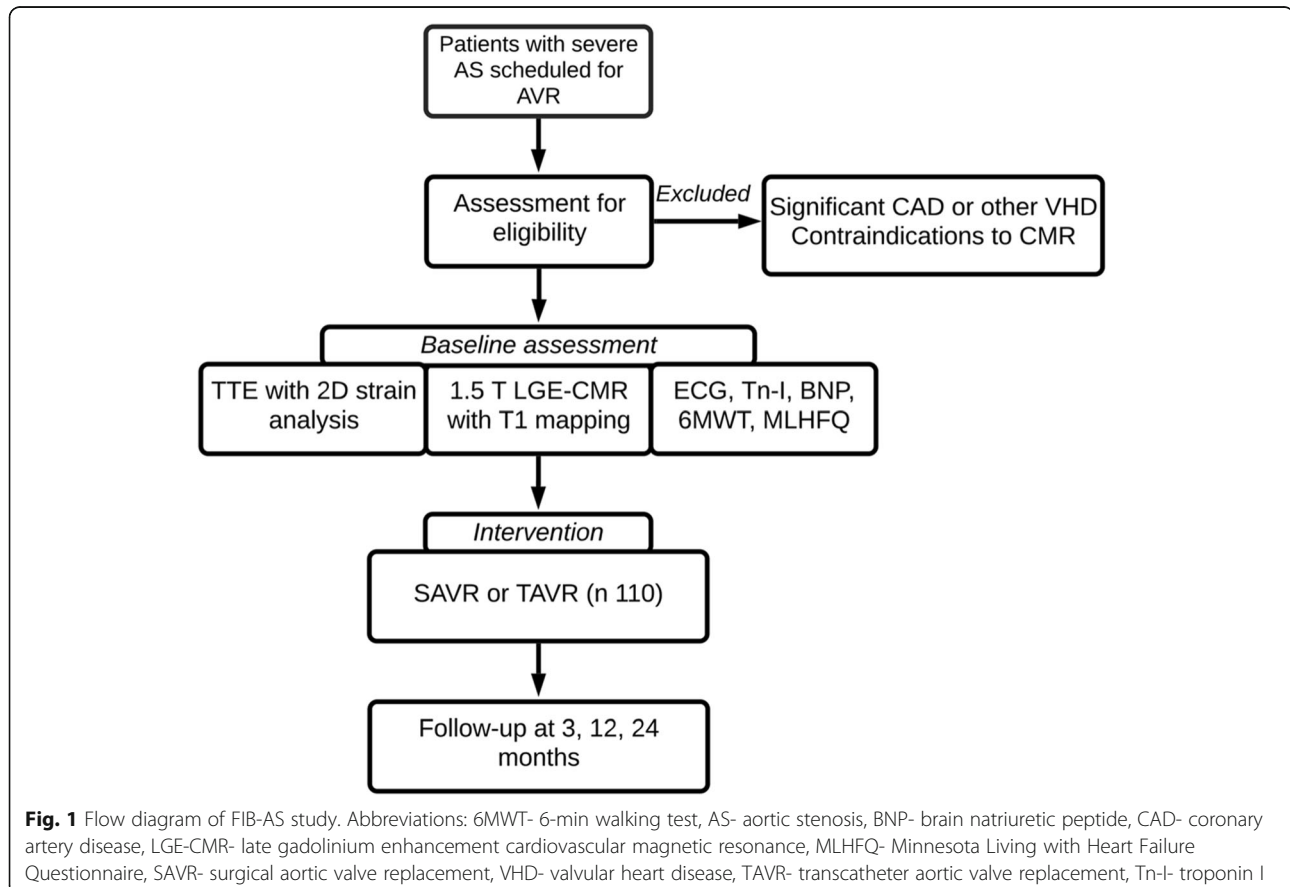 Patients with severe
AS scheduled for
AVR
Assessment for
eligibility
Excluded
Significant CAD or other VHD
Contraindications to CMR
Baseline assessment
TTE with 2D strain
analysis
1.5 T LGE-CMR
with T1 mapping
ECG, Tn-I, BNP,
6MWT, MLHFQ
Intervention
SAVR or TAVR (n 110)
Follow-up at 3, 12, 24
months
Fig. 1 Flow diagram of FIB-AS study. Abbreviations: 6MWT- 6-min walking test, AS- aortic stenosis, BNP- brain natriuretic peptide, CAD- coronary
artery disease, LGE-CMR- late gadolinium enhancement cardiovascular magnetic resonance, MLHFQ- Minnesota Living with Heart Failure
Questionnaire, SAVR- surgical aortic valve replacement, VHD- valvular heart disease, TAVR- transcatheter aortic valve replacement, Tn-I- troponin I